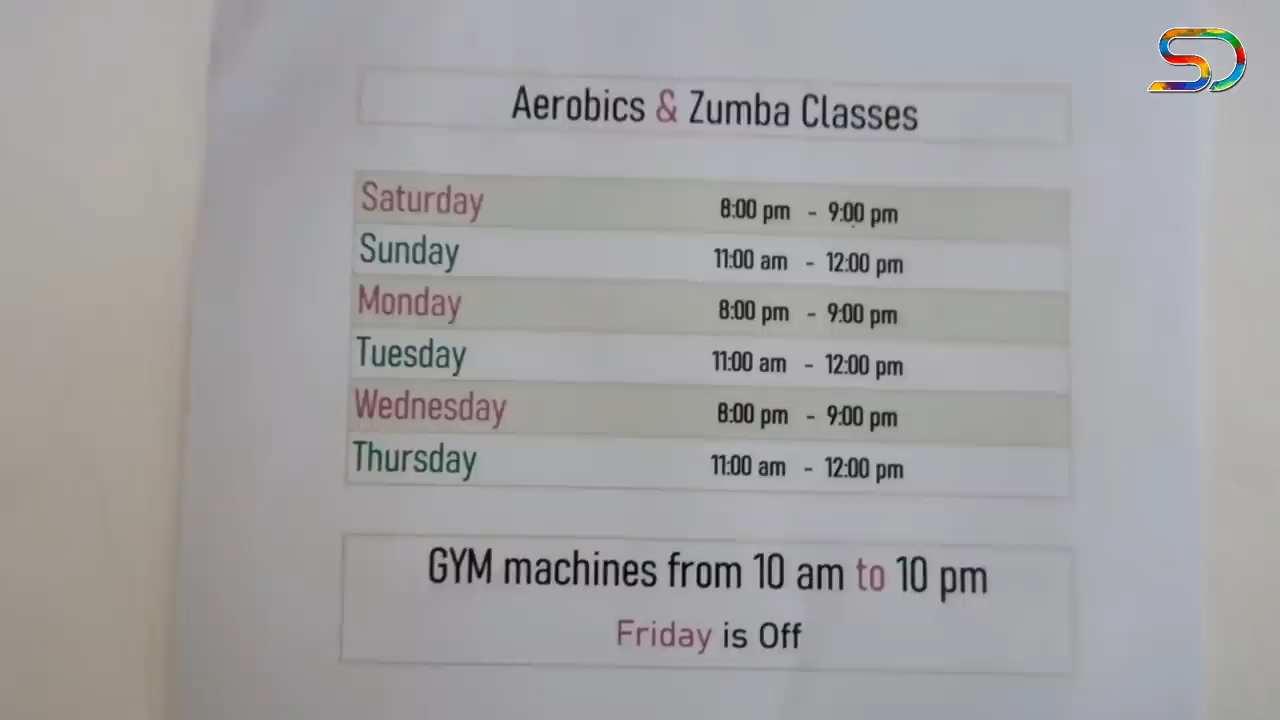 SD
Aerobics & Zumba Classes
Saturday 8:00 pm - 9:00 pm
Sunday 11:00 am - 12:00 pm
Monday 8:00 pm - 9:00 pm
Tuesday 11:00 am - 12:00 pm
Wednesday 8:00 pm - 9:00 pm
Thursday 11:00 am - 12:00 pm
GYM machines from 10 am to 10 pm
Friday is Off